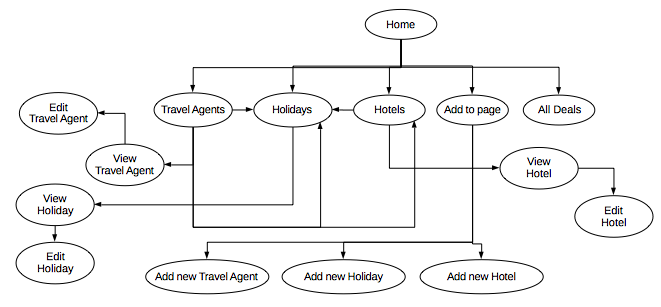 Home
Travel Agents
Holidays
Hotels
Add to page
All Deals
Edit
Travel Agent
View
Travel Agent
View
Hotel
View
Holiday
Edit
Hotel
Edit
Holiday
Add new Travel Agent
Add new Holiday
Add new Hotel